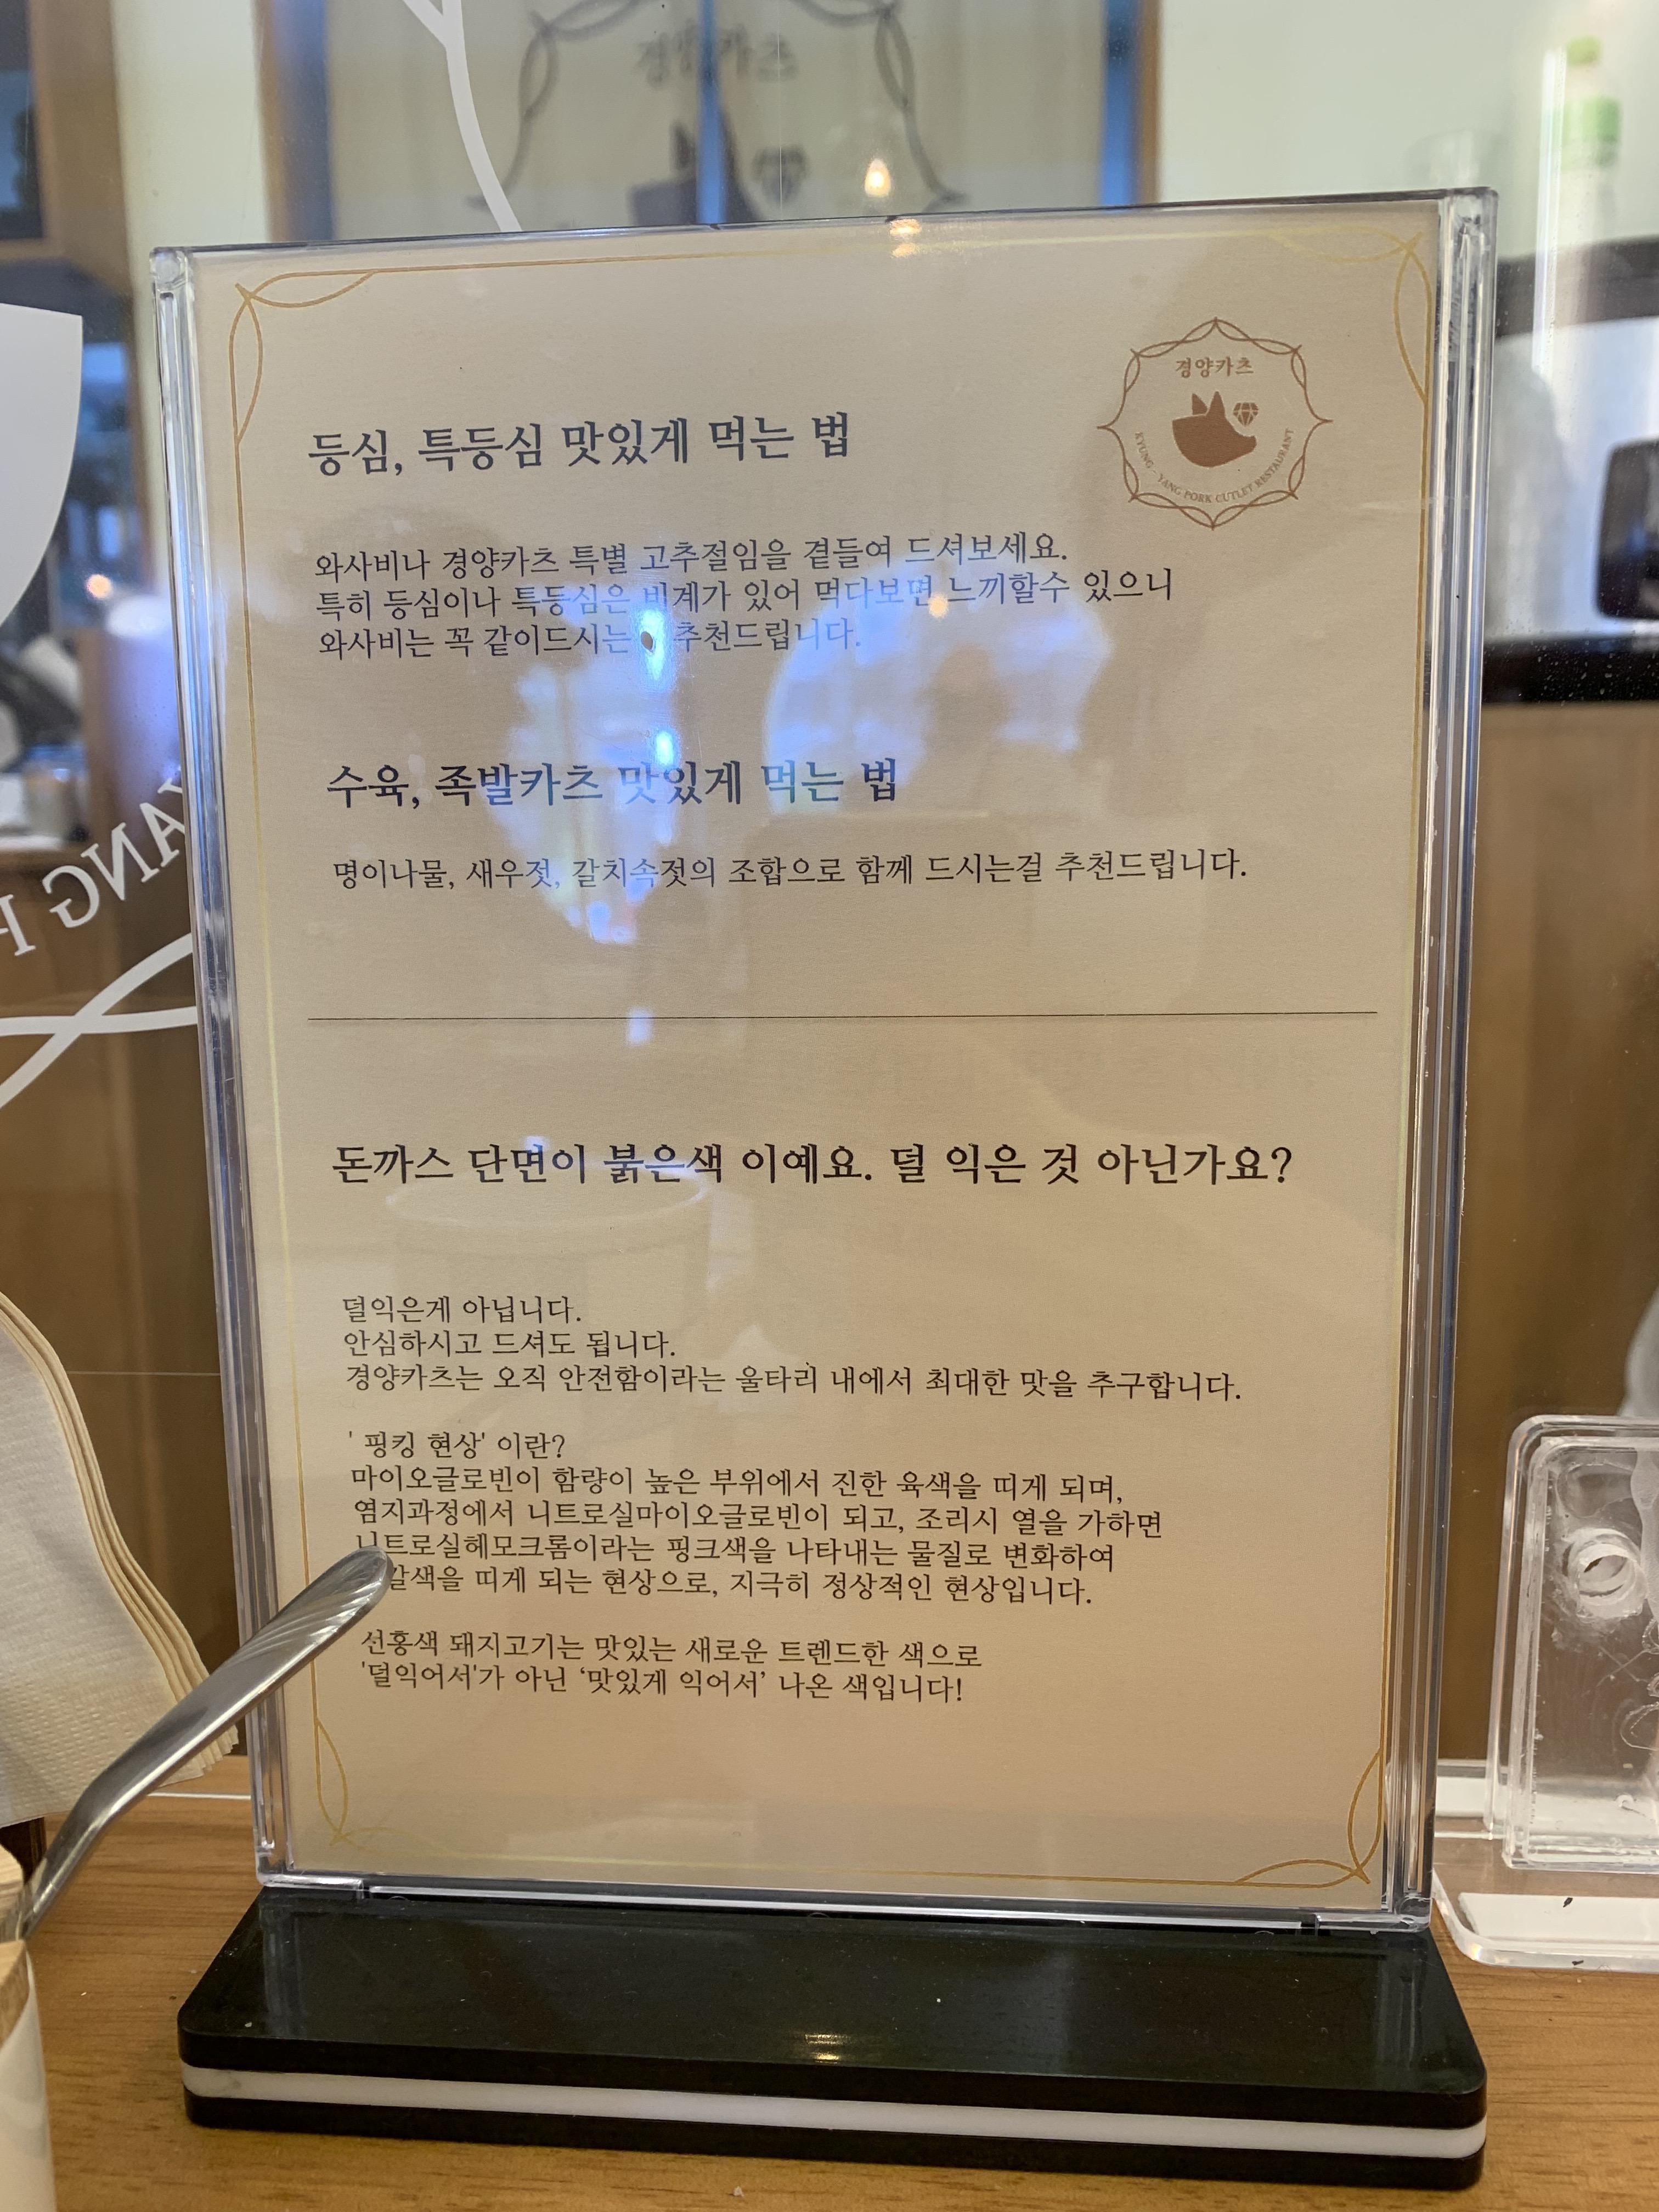 경양카츠
경양카츠
KYUNG - YANG PORK CUTLET RESTAURANT
등심, 특등심 맛있게 먹는 법
와사비나 경양카츠 특별 고추절임을 곁들여 드셔보세요.
특히 등심이나 특등심은 비계가 있어 먹다보면 느끼할수 있으니
와사비는 꼭 같이드시는 추천드립니다.
수육, 족발카츠 맛있게 먹는 법
명이나물, 새우젓, 갈치속젓의 조합으로 함께 드시는걸 추천드립니다.
돈까스 단면이 붉은색 이예요. 덜 익은 것 아닌가요?
덜익은게 아닙니다.
안심하시고 드셔도 됩니다.
경양카츠는 오직 안전함이라는 울타리 내에서 최대한 맛을 추구합니다.
' 핑킹 현상' 이란?
마이오글로빈이 함량이 높은 부위에서 진한 육색을 띠게 되며,
염지과정에서 니트로실마이오글로빈이 되고, 조리시 열을 가하면
니트로실헤모크롬이라는 핑크색을 나타내는 물질로 변화하여
띠게 되는 현상으로, 지극히 정상적인 현상입니다.
선홍색 돼지고기는 맛있는 새로운 트렌드한 색으로
'덜익어서'가 아닌 ‘맛있게 익어서’ 나온 색입니다!